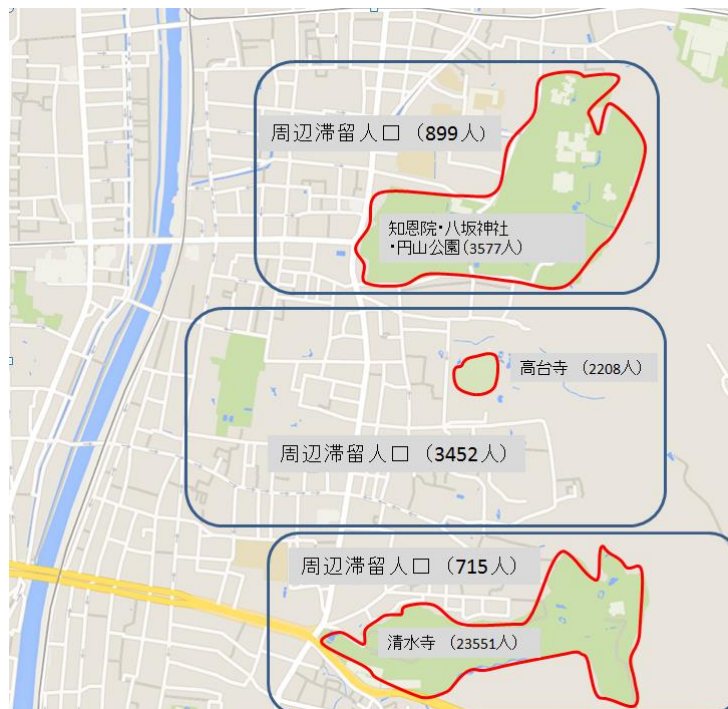 周辺滞留人口（899人）
知恩院・八坂神社
・円山公園(3577人)
高台寺 （2208人）
周辺滞留人口（3452人）
周辺滞留人口（715人）
清水寺 （23551人）